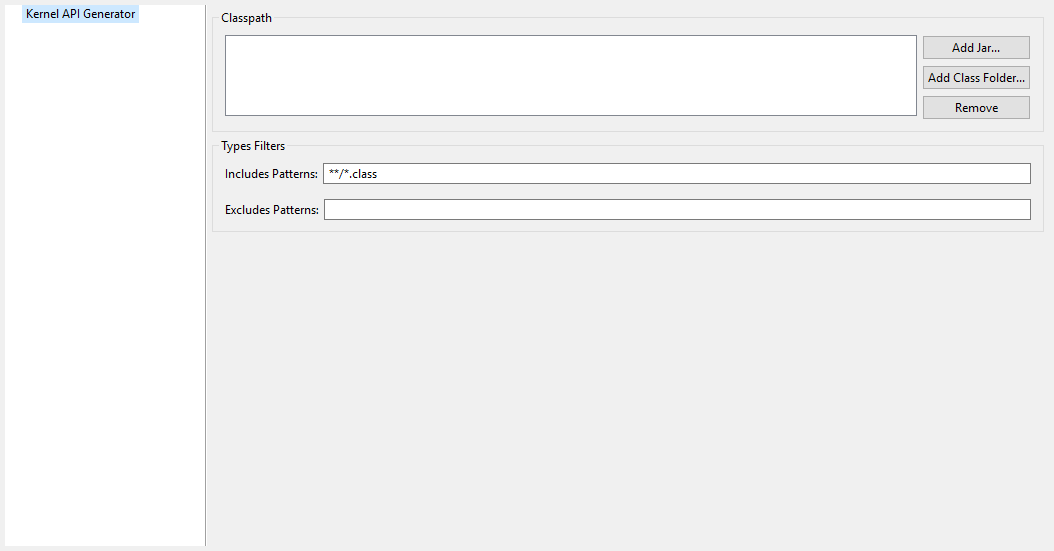 Kernel API Generator
Classpath
Add Jar...
Add Class Folder...
Remove
Types Filters
Includes Patterns: **/*.class
Excludes Patterns: